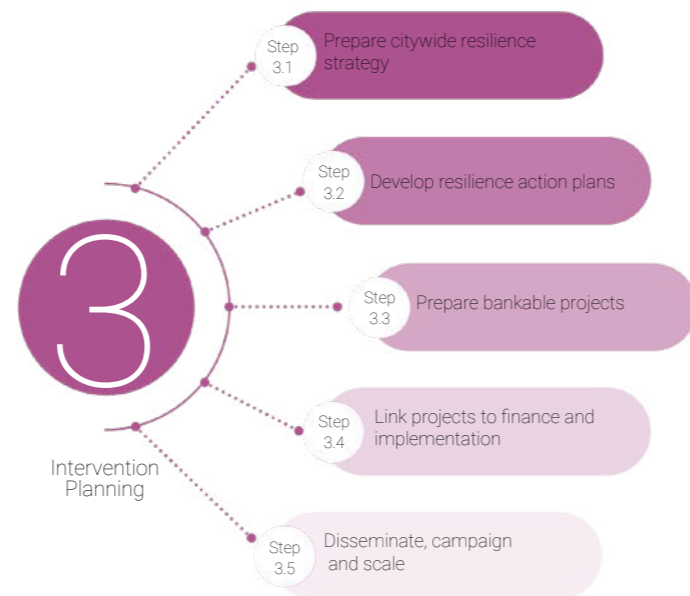 Step
3.1
Prepare citywide resilience
strategy
Step
3.2
Develop resilience action plans
3
Step
3.3
Prepare bankable projects
Step
3.4
Link projects to finance and
implementation
Intervention
Planning
Step
3.5
Disseminate, campaign
and scale